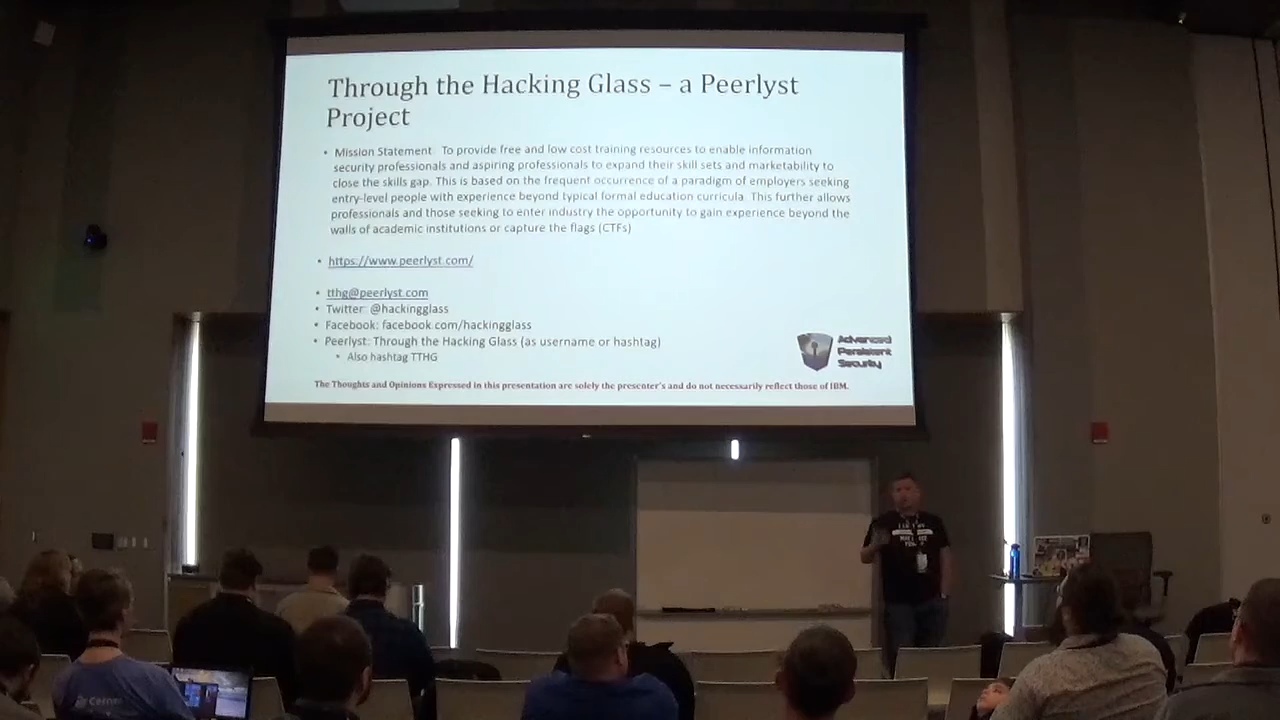 Through the Hacking Glass – a Peerlyst
Project
• Mission Statement: To provide free and low cost training resources to enable information
security professionals and aspiring professionals to expand their skill sets and marketability to
close the skills gap. This is based on the frequent occurrence of a paradigm of employers seeking
entry-level people with experience beyond typical formal education curricula. This further allows
professionals and those seeking to enter industry the opportunity to gain experience beyond the
walls of academic institutions or capture the flags (CTFs)
• https://www.peerlyst.com/
• tthg@peerlyst.com
• Twitter: @hackingglass
• Facebook: facebook.com/hackingglass
• Peerlyst: Through the Hacking Glass (as username or hashtag)
• Also hashtag TTHG
Advanced
Persistent
Security
The Thoughts and Opinions Expressed in this presentation are solely the presenter's and do not necessarily reflect those of IBM.
Cerner